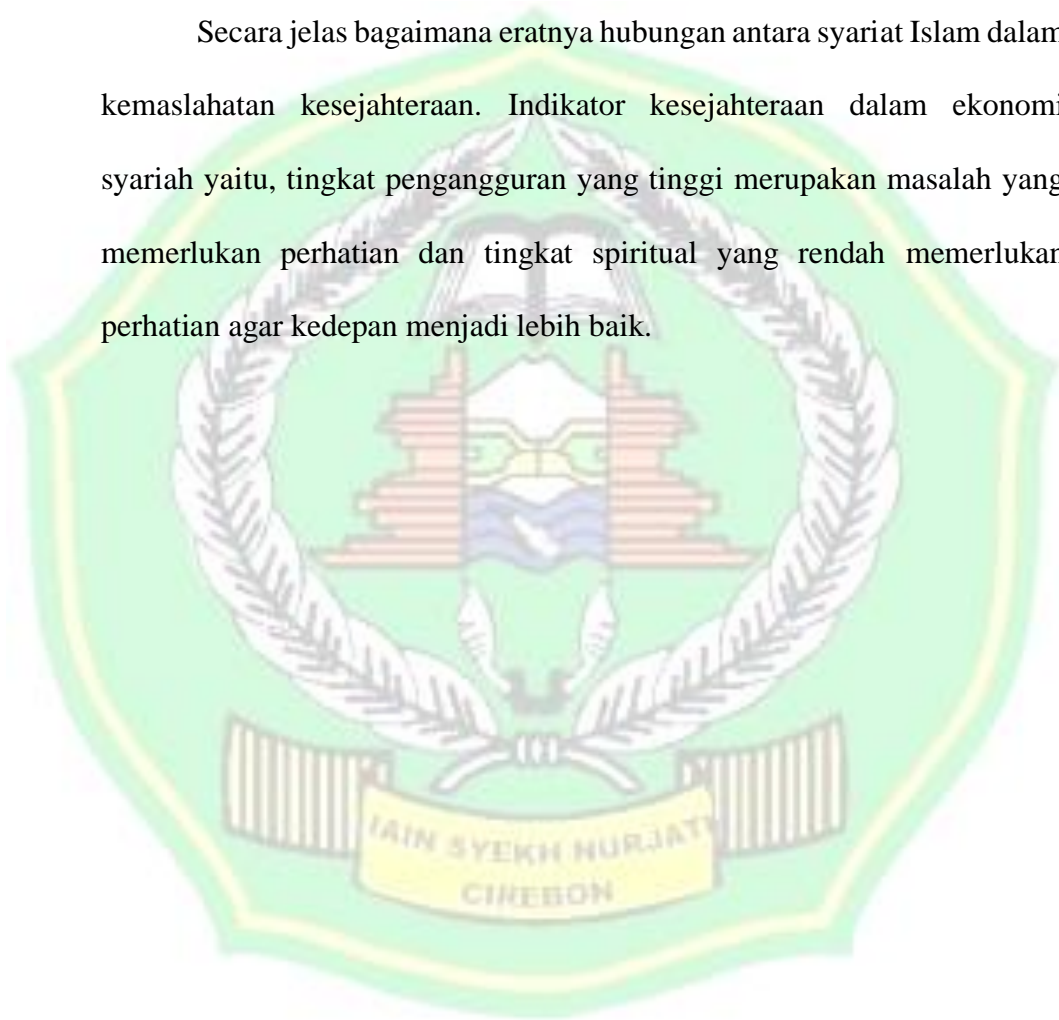 Secara jelas bagaimana eratnya hubungan antara syariat Islam dalam
kemaslahatan kesejahteraan. Indikator kesejahteraan dalam ekonomi
syariah yaitu, tingkat pengangguran yang tinggi merupakan masalah yang
memerlukan perhatian dan tingkat spiritual yang rendah memerlukan
perhatian agar kedepan menjadi lebih baik.
IAIN SYEKH NURJATI
CIREBON